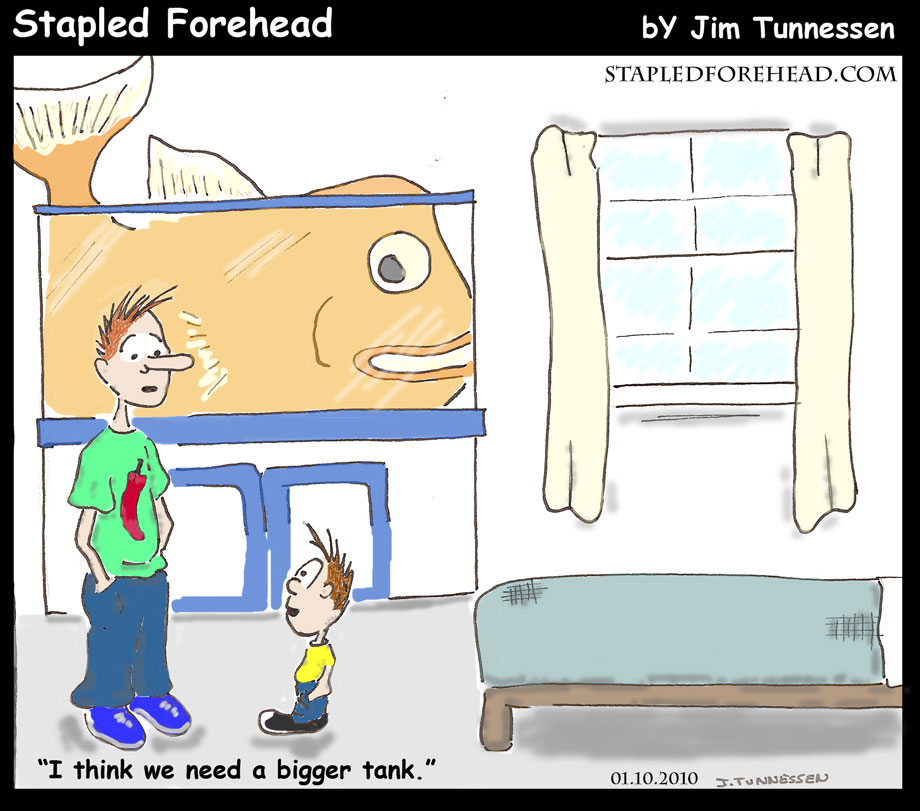 Stapled Forehead
bY Jim Tunnessen
STAPLEDFOREHEAD.COM
“I think we need a bigger tank.”
01.10.2010 J.TUNNESSEN